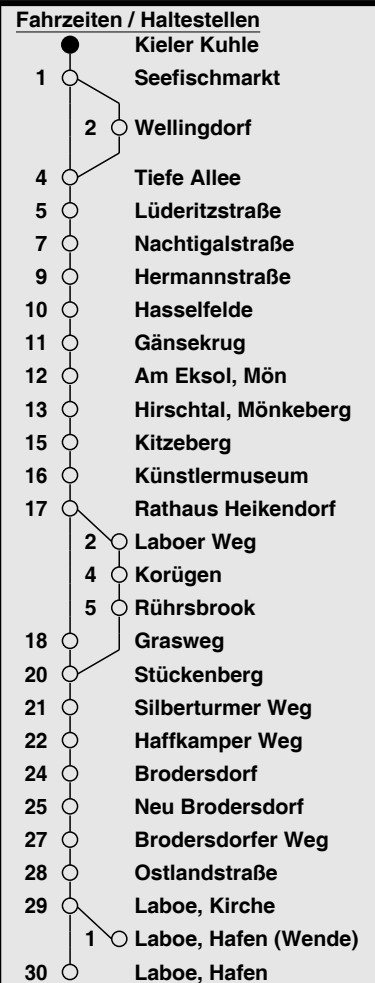 Fahrzeiten / Haltestellen
Kieler Kuhle
1 Seefischmarkt
2 Wellingdorf
4 Tiefe Allee
5 Lüderitzstraße
7 Nachtigalstraße
9 Hermannstraße
10 Hasselfelde
11 Gänsekrug
12 Am Eksol, Mön
13 Hirschtal, Mönkeberg
15 Kitzeberg
16 Künstlermuseum
17 Rathaus Heikendorf
2 Laboer Weg
4 Korügen
5 Rührsbrook
18 Grasweg
20 Stückenberg
21 Silberturmer Weg
22 Haffkamper Weg
24 Brodersdorf
25 Neu Brodersdorf
27 Brodersdorfer Weg
28 Ostlandstraße
29 Laboe, Kirche
1 Laboe, Hafen (Wende)
30 Laboe, Hafen